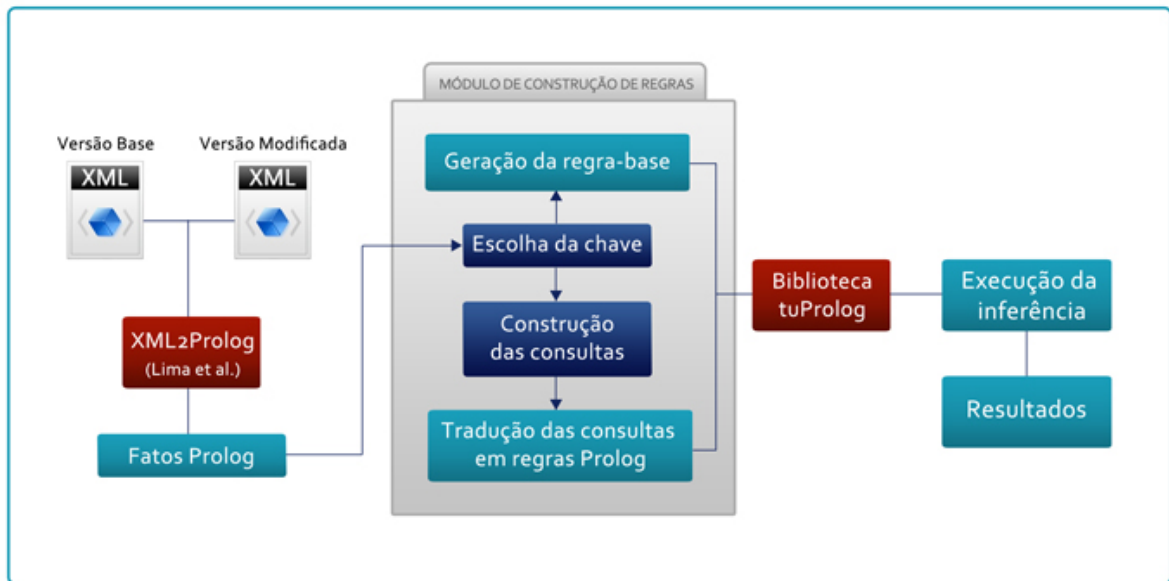 MÓDULO DE CONSTRUÇÃO DE REGRAS
Versão Base
Versão Modificada
XML
XML
XML2Prolog
(Lima et al.)
Fatos Prolog
Geração da regra-base
Escolha da chave
Construção
das consultas
Tradução das consultas
em regras Prolog
Biblioteca
tuProlog
Execução da
inferência
Resultados